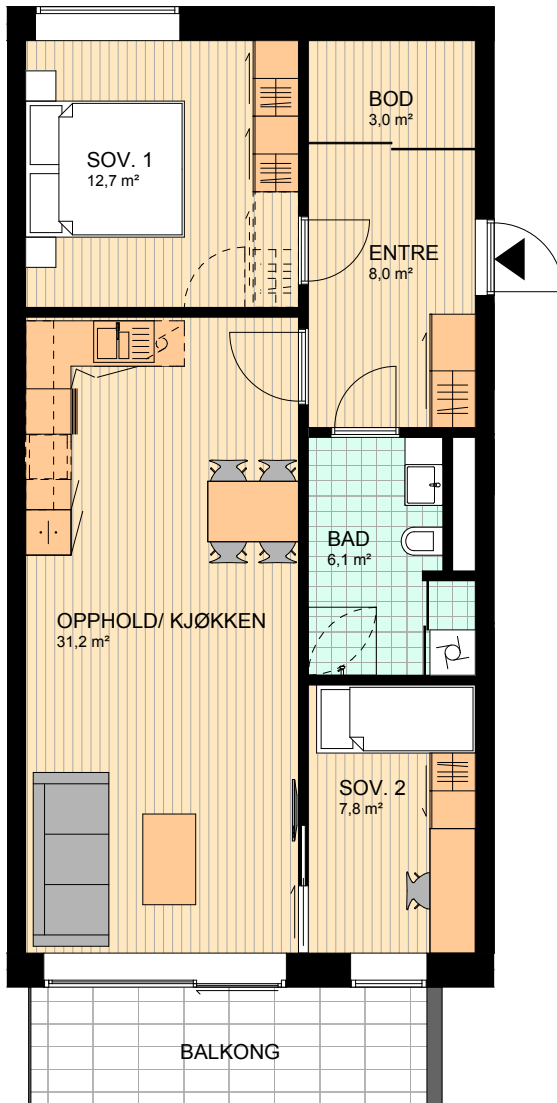 BOD
3,0 m²
SOV. 1
12,7 m²
ENTRE
8,0 m²
BAD
6,1 m²
OPPHOLD/ KJØKKEN
31,2 m²
SOV. 2
7,8 m²
BALKONG